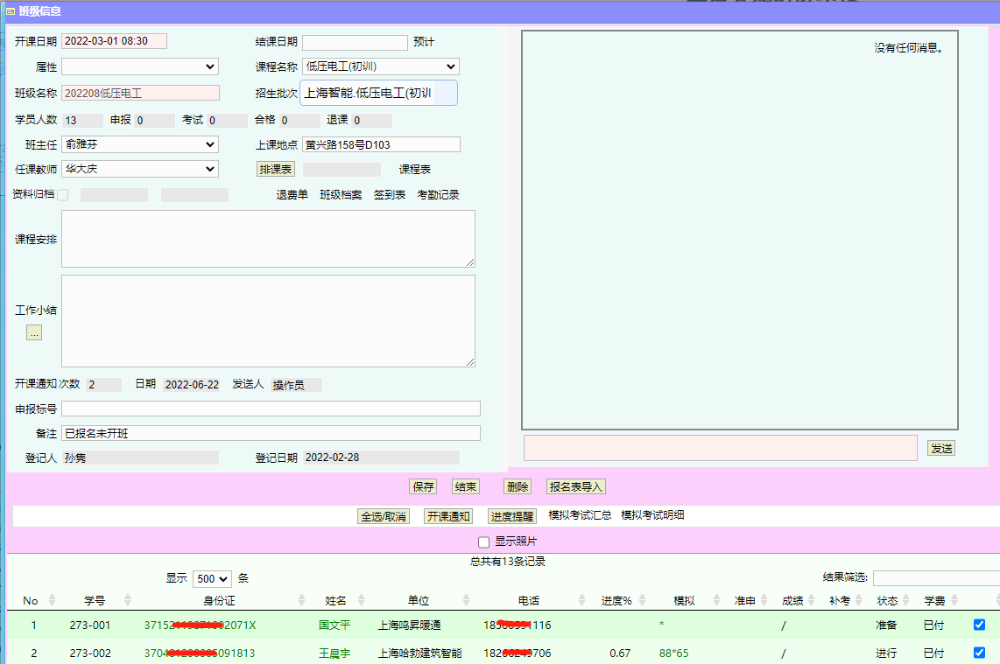 班级信息
开课日期 2022-03-01 08:30 结课日期 预计
属性 课程名称 低压电工(初训)
班级名称 202208低压电工 招生批次 上海智能.低压电工(初训
学员人数 13 申报 0 考试 0 合格 0 退课 0
班主任 俞雅芬 上课地点 黄兴路158号D103
任课教师 华大庆 排课表 课程表
资料归档 退费单 班级档案 签到表 考勤记录
课程安排
工作小结
...
开课通知 次数 2 日期 2022-06-22 发送人 操作员
申报标号
备注 已报名未开班
登记人 孙隽 登记日期 2022-02-28
没有任何消息。
发送
保存 结束 删除 报名表导入
全选/取消 开课通知 进度提醒 模拟考试汇总 模拟考试明细
显示照片
总共有13条记录
显示 500 条 结果筛选:
No 学号 身份证 姓名 单位 电话 进度% 模拟 准申 成绩 补考 状态 学费
1 273-001 3715 2071X 国文平 上海鸣昇暖通 18 1116 * / 准备 已付
2 273-002 370 5091813 王晨宇 上海哈勃建筑智能 182 706 0.67 88*65 / 进行 已付